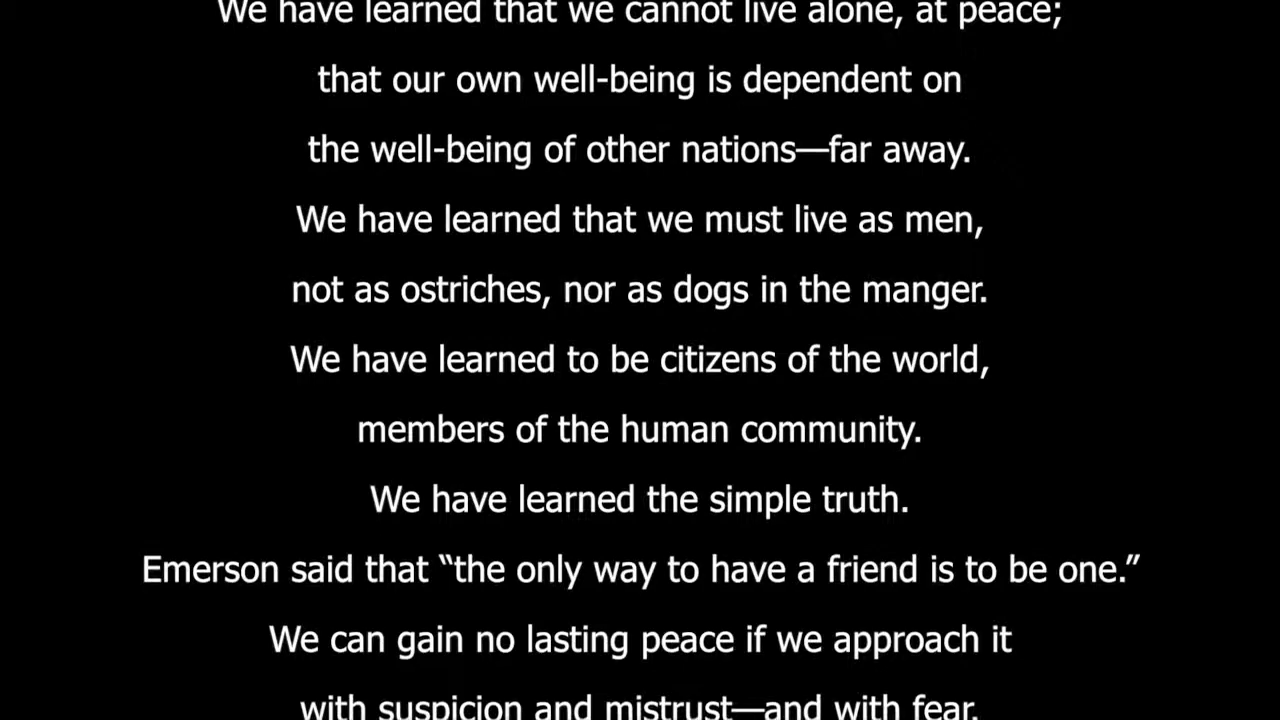 We have learned that we cannot live alone, at peace;
that our own well-being is dependent on
the well-being of other nations—far away.
We have learned that we must live as men,
not as ostriches, nor as dogs in the manger.
We have learned to be citizens of the world,
members of the human community.
We have learned the simple truth.
Emerson said that “the only way to have a friend is to be one.”
We can gain no lasting peace if we approach it
with suspicion and mistrust—and with fear.